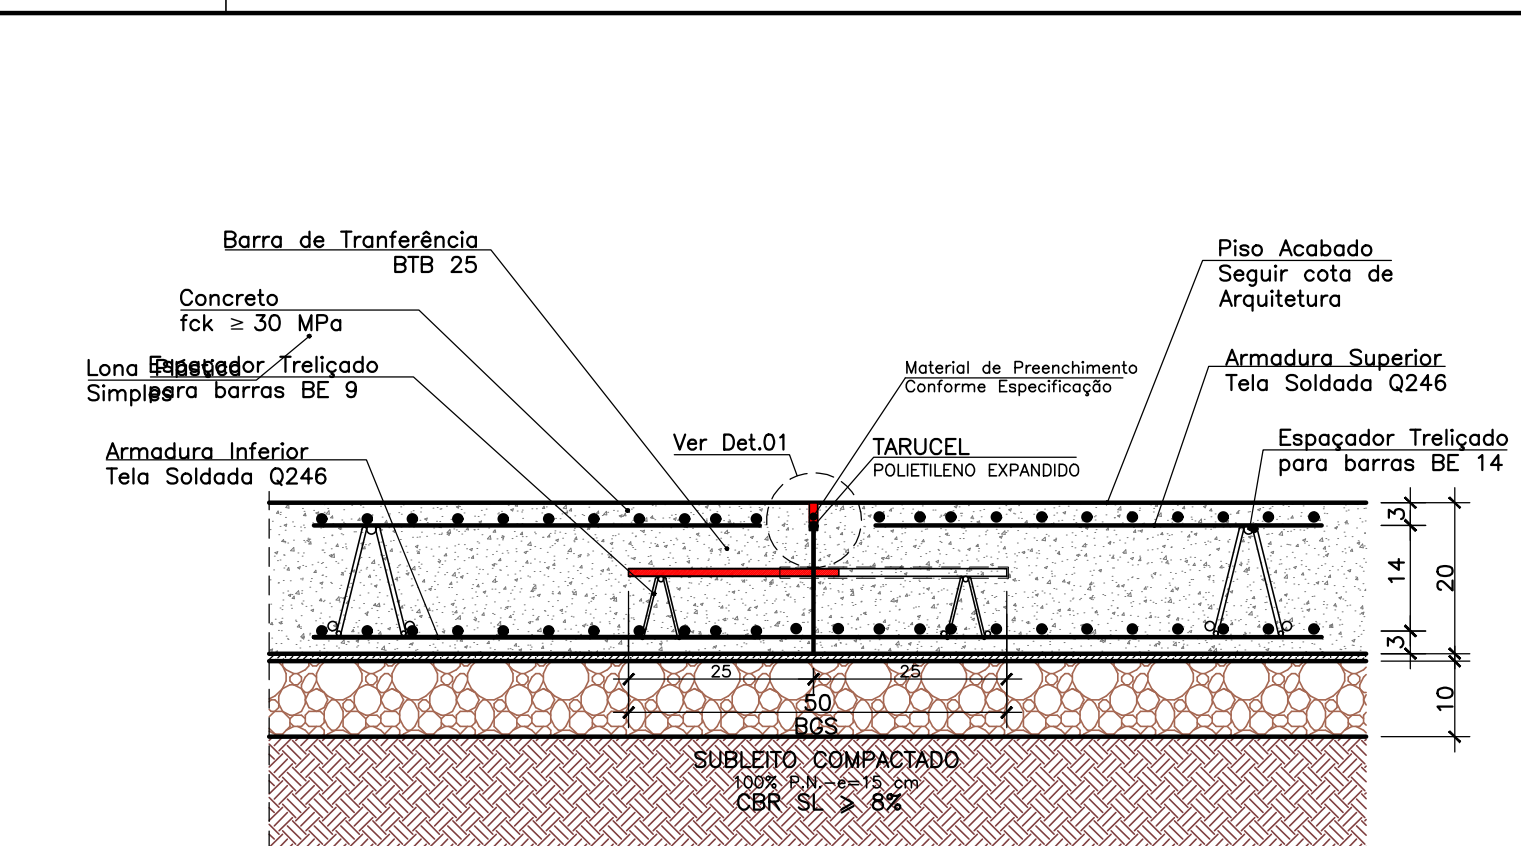 Barra de Tranferência
BTB 25
Concreto
fck ≥ 30 MPa
Lona Plástica
Simples
Espaçador Treliçado
para barras BE 9
Armadura Inferior
Tela Soldada Q246
Ver Det.01
Material de Preenchimento
Conforme Especificação
TARUCEL
POLIETILENO EXPANDIDO
Piso Acabado
Seguir cota de
Arquitetura
Armadura Superior
Tela Soldada Q246
Espaçador Treliçado
para barras BE 14
3
14
20
3
10
25
25
50
BGS
SUBLEITO COMPACTADO
100% P.N.-e=15 cm
CBR SL ⩾ 8%